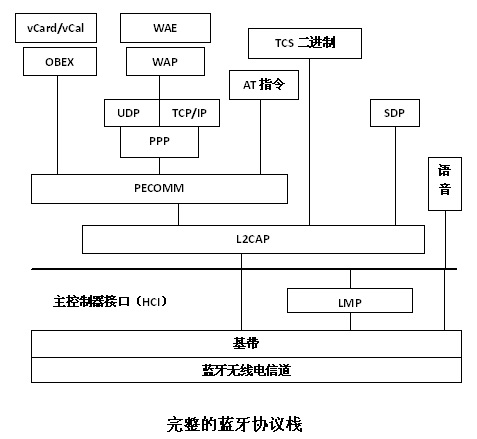 vCard/vCal
WAE
TCS 二进制
OBEX
WAP
AT 指令
UDP
TCP/IP
SDP
PPP
语
音
PECOMM
L2CAP
主控制器接口（HCI）
LMP
基带
蓝牙无线电信道
完整的蓝牙协议栈